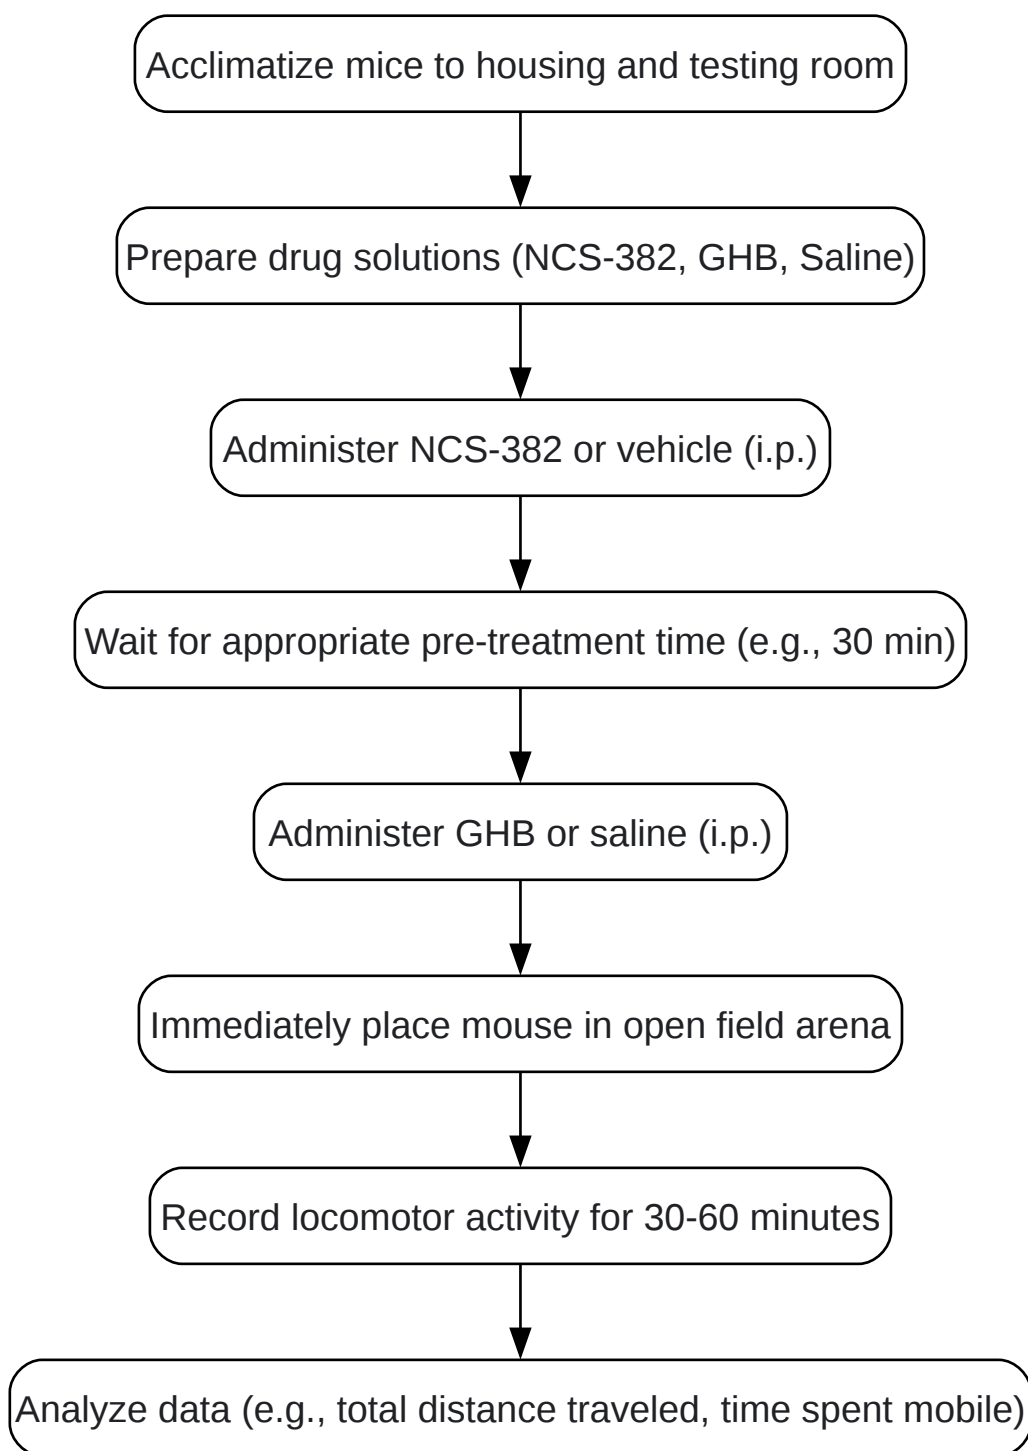 Acclimatize mice to housing and testing room
Prepare drug solutions (NCS-382, GHB, Saline)
Administer NCS-382 or vehicle (i.p.)
Wait for appropriate pre-treatment time (e.g., 30 min)
Administer GHB or saline (i.p.)
Immediately place mouse in open field arena
Record locomotor activity for 30-60 minutes
Analyze data (e.g., total distance traveled, time spent mobile)